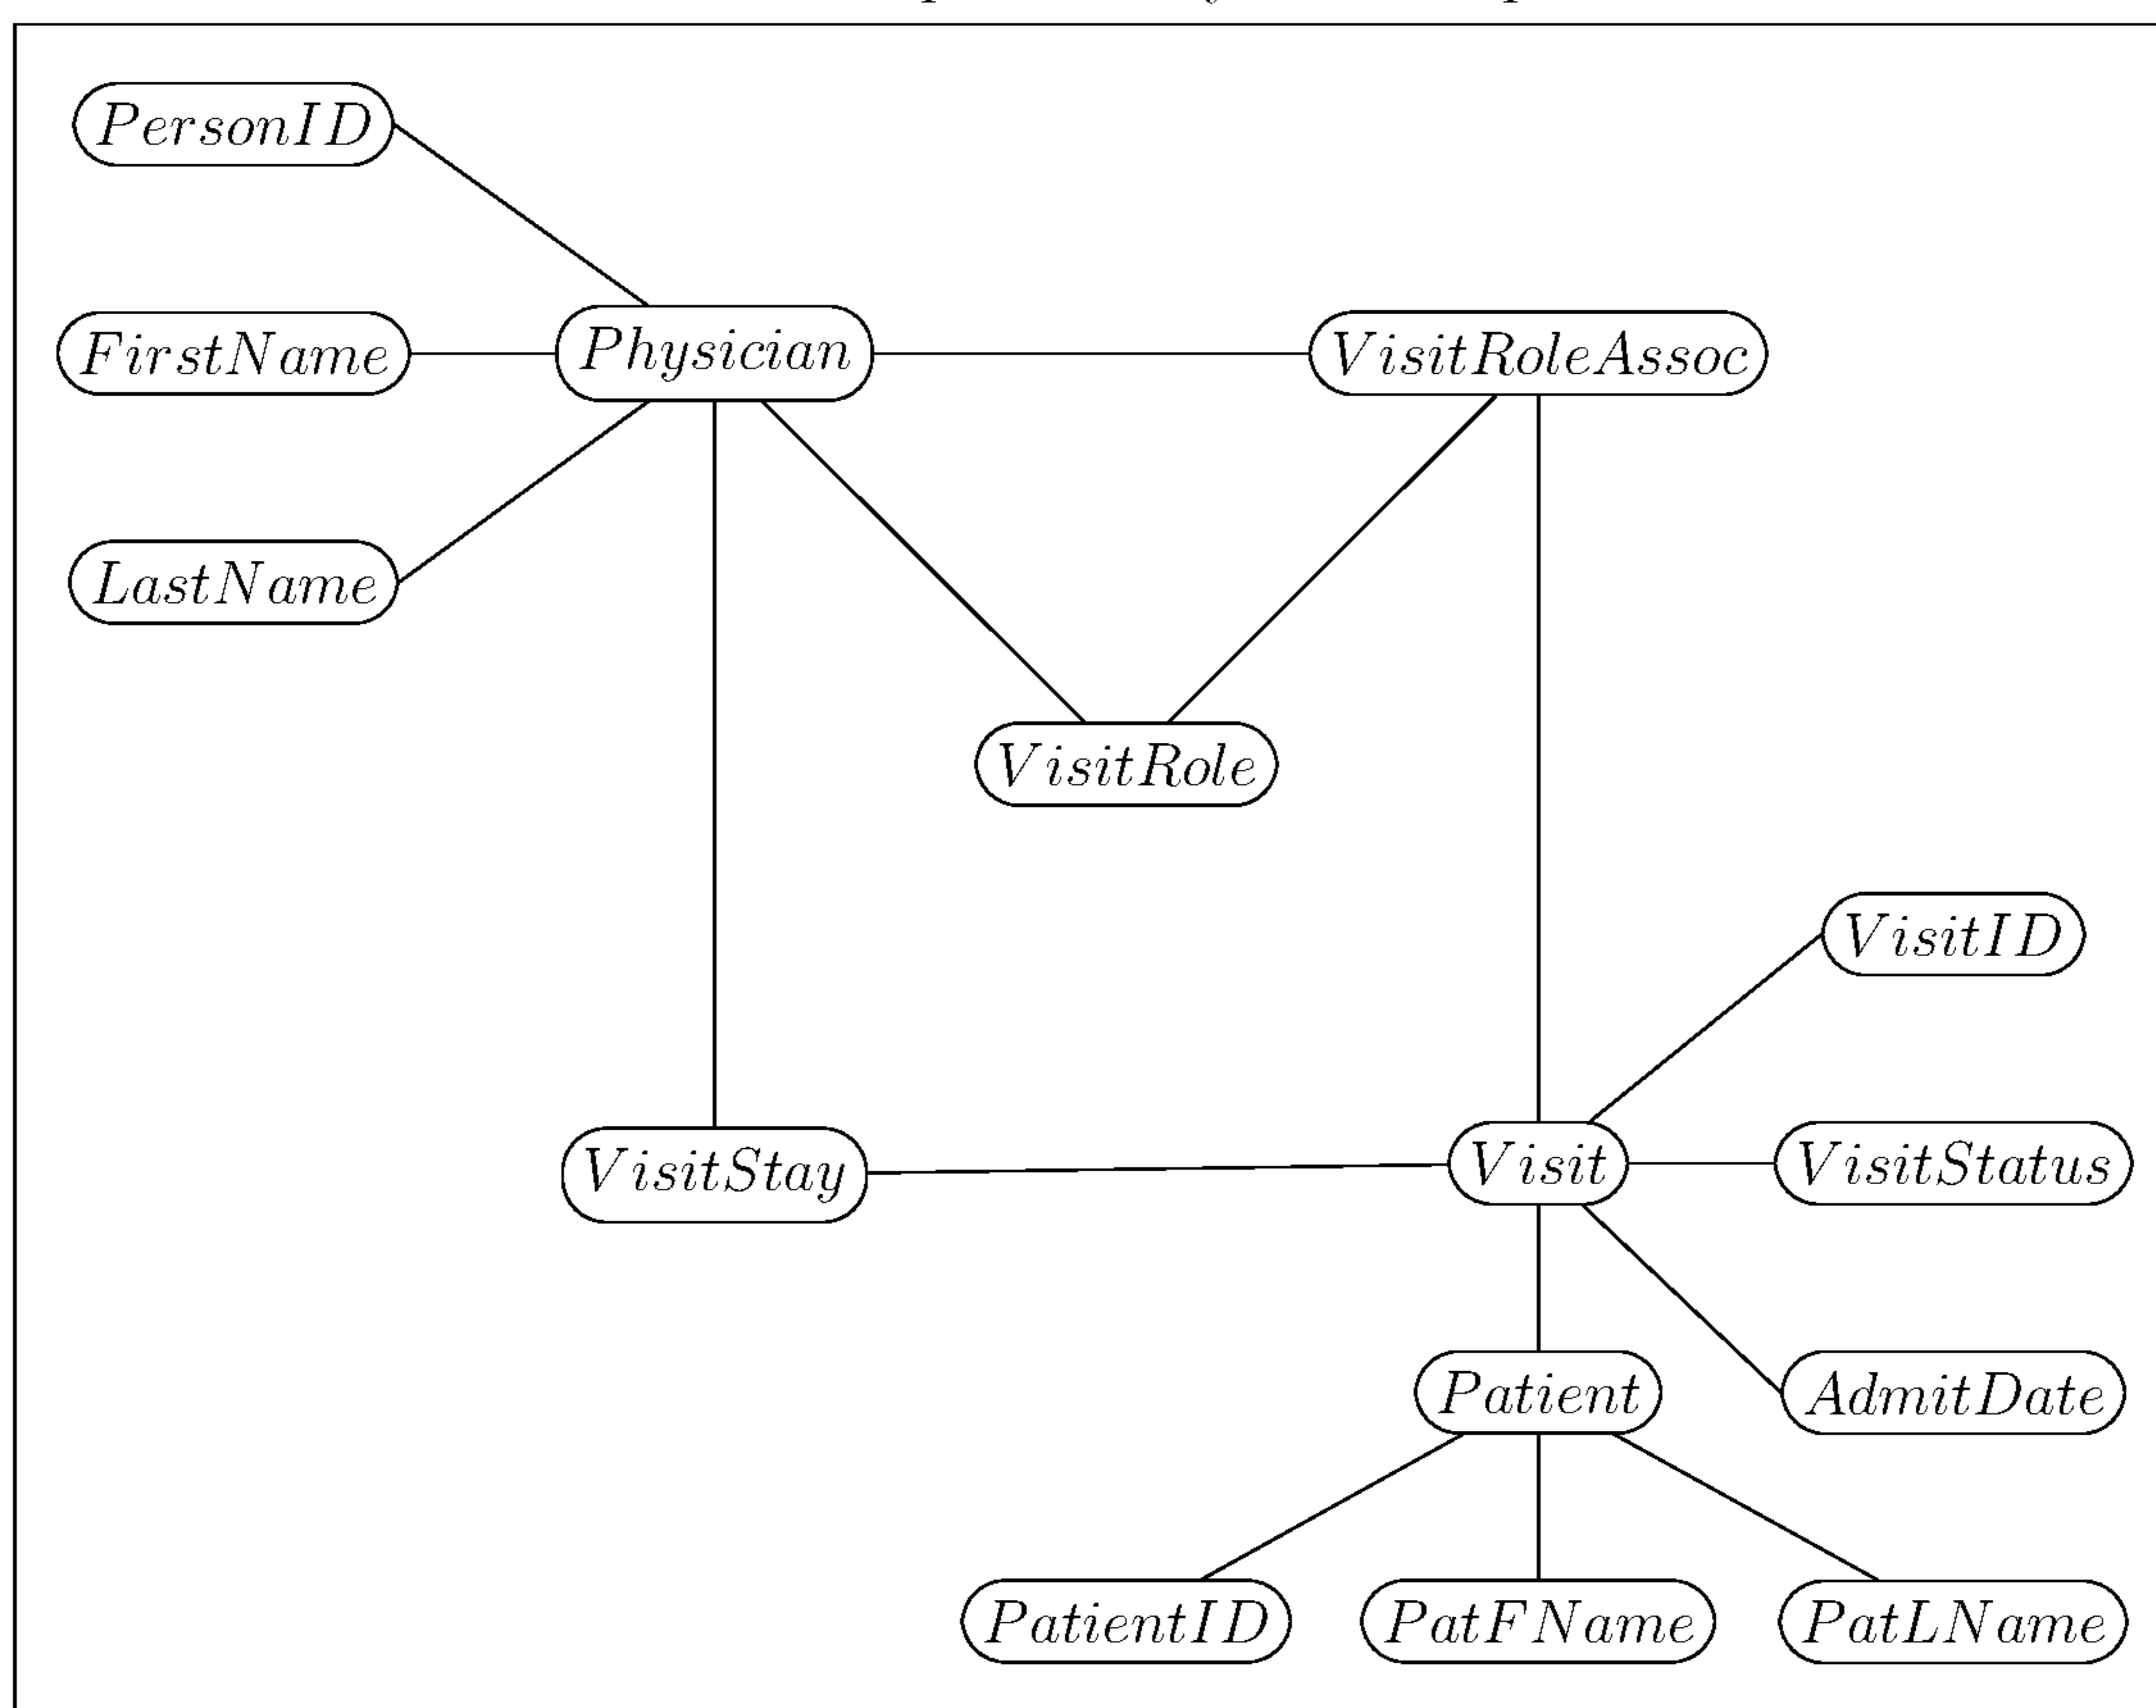 PersonID
FirstName
Physician
VisitRoleAssoc
LastName
VisitRole
VisitID
VisitStay
Visit
VisitStatus
Patient
AdmitDate
PatientID
PatFName
PatLName